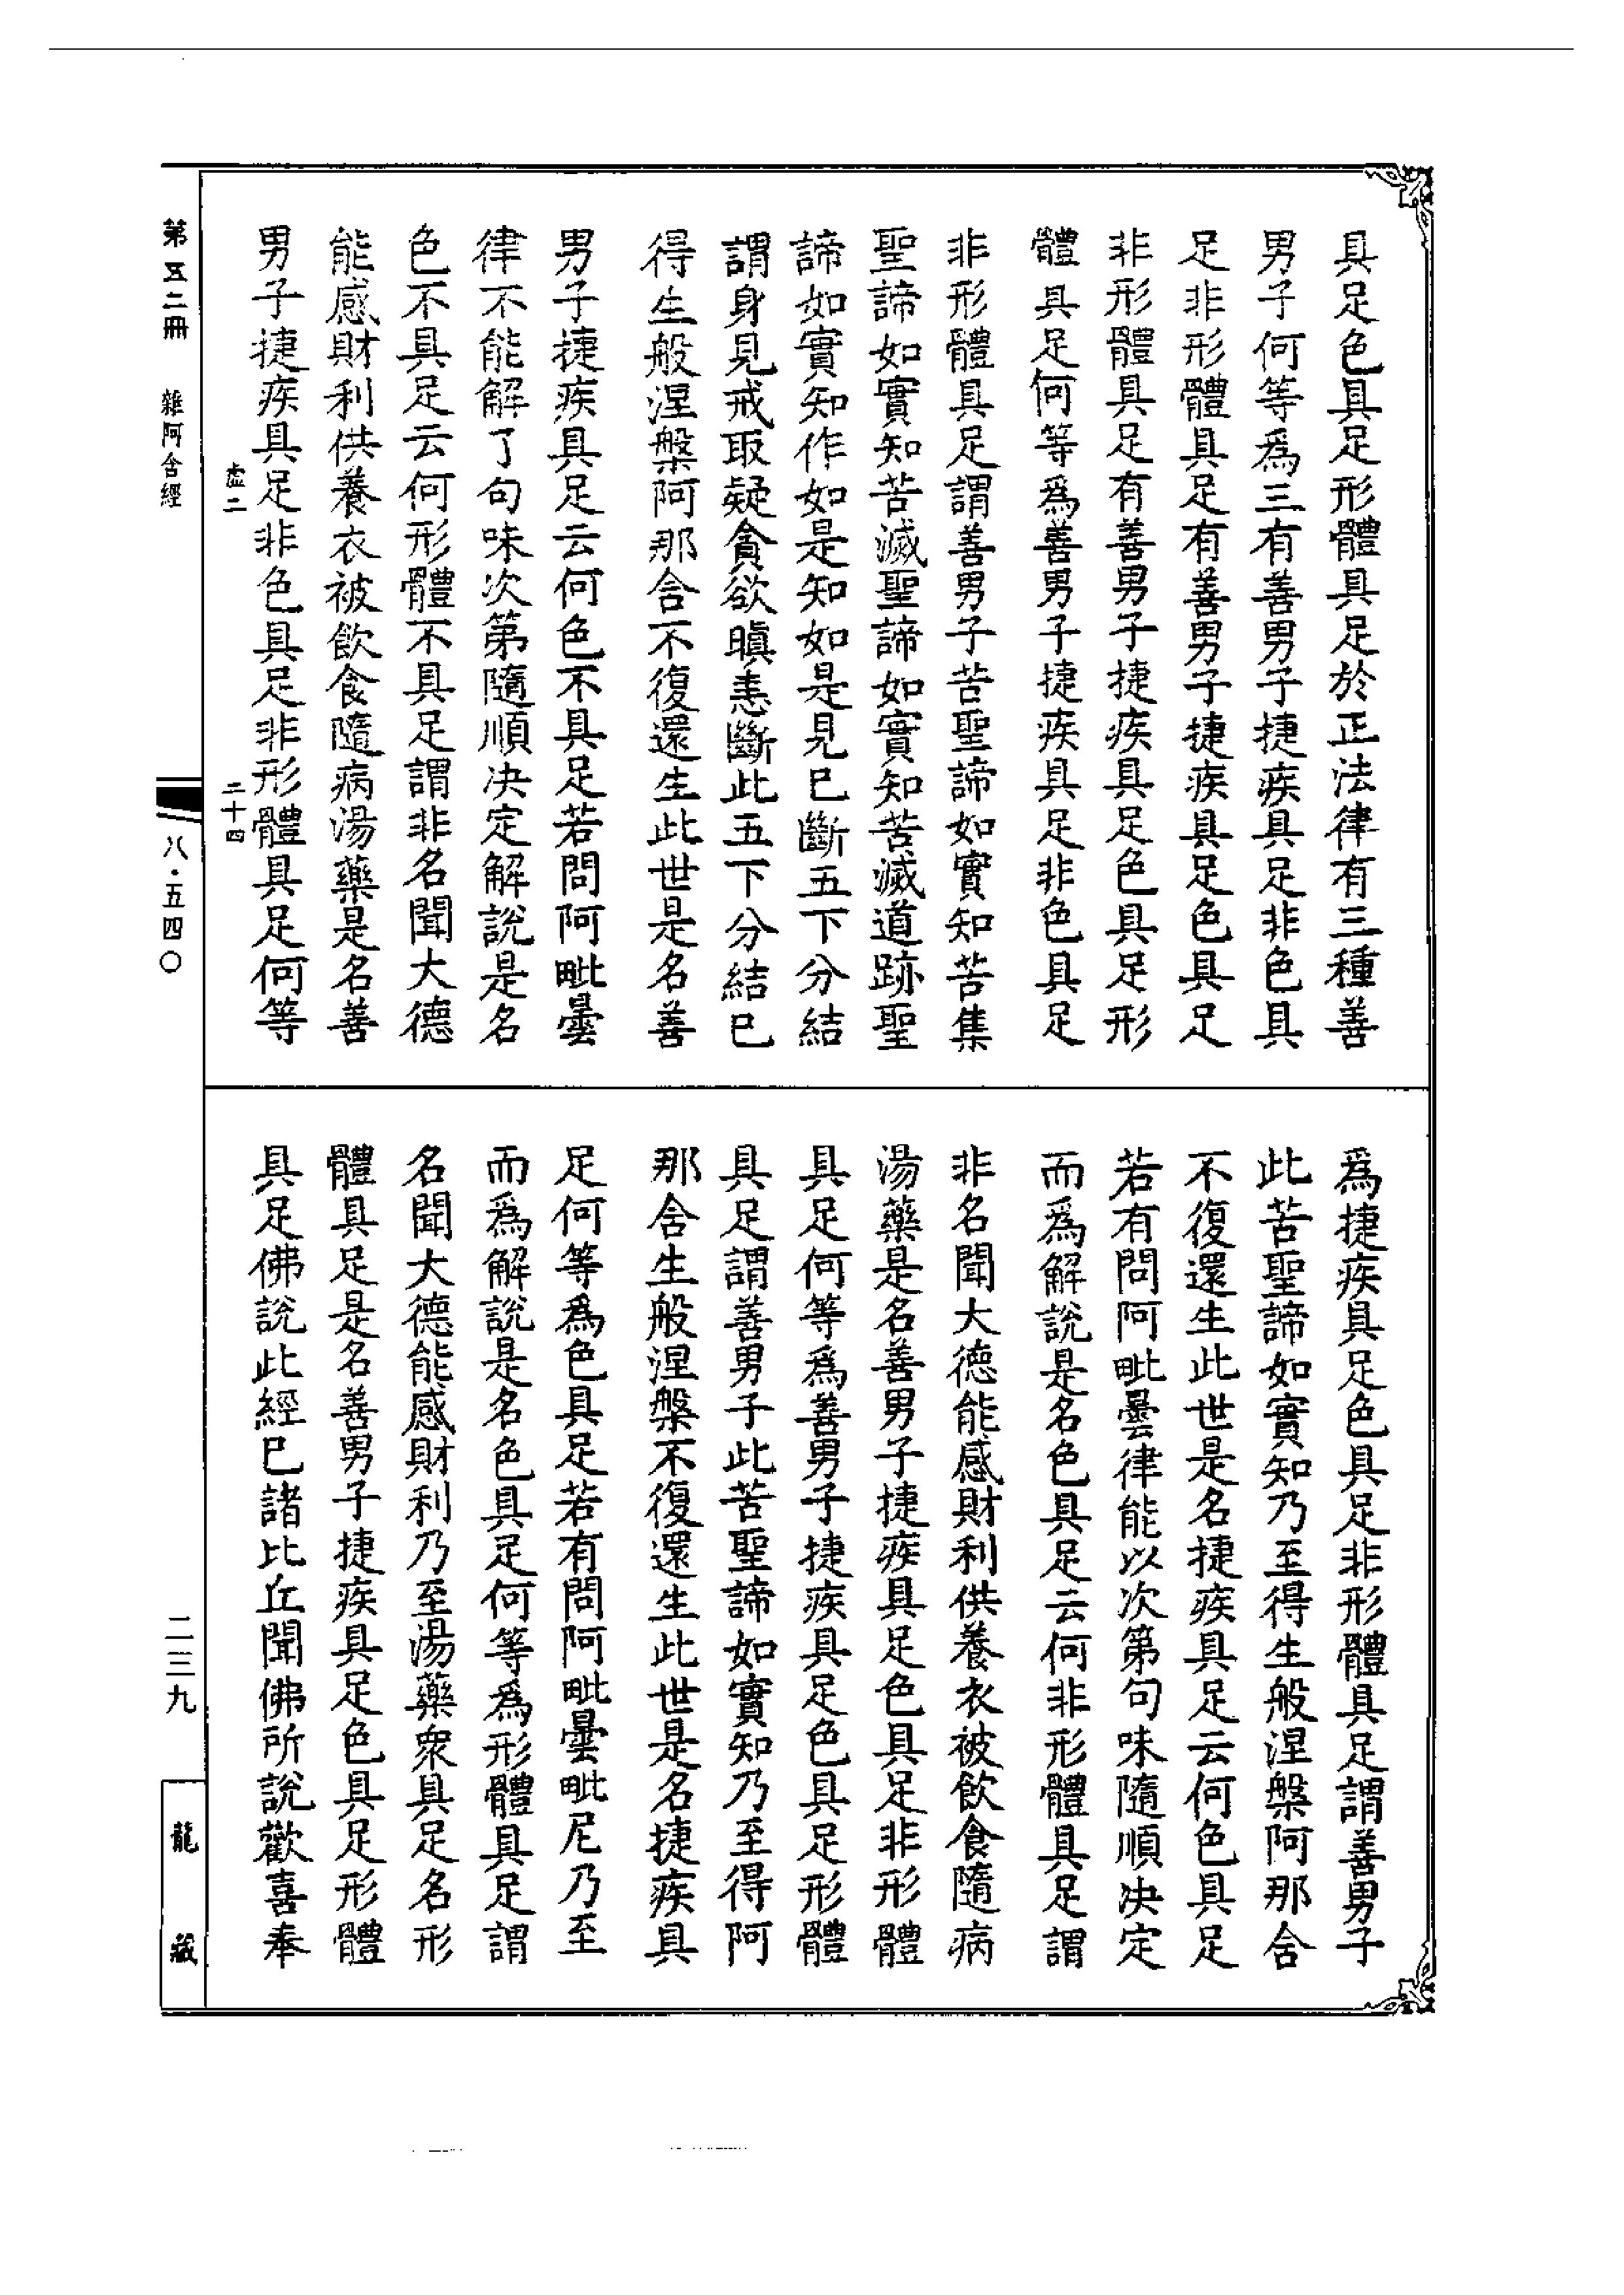 具足色具足形體具足於正法律有三種善
男子何等為三有善男子捷疾具足非色具
足非形體具足有善男子捷疾具足色具足
非形體具足有善男子捷疾具足色具足形
體具足何等為善男子捷疾具足非色具足
非形體具足謂善男子苦聖諦如實知苦集
聖諦如實知苦滅聖諦如實知苦滅道跡聖
諦如實知作如是知如是見已斷五下分結
謂身見戒取疑貪欲瞋恚斷此五下分結已
得生般涅槃阿那含不復還生此世是名善
男子捷疾具足云何色不具足若問阿毗曇
律不能解了句味次第隨順决定解說是名
色不具足云何形體不具足謂非名聞大德
能感財利供養衣被飲食隨病湯藥是名善
男子捷疾具足非色具足非形體具足何等
為捷疾具足色具足非形體具足謂善男子
此苦聖諦如實知乃至得生般涅槃阿那含
不復還生此世是名捷疾具足云何色具足
若有問阿毗曇律能以次第句味隨順决定
而為解說是名色具足云何非形體具足謂
非名聞大德能感財利供養衣被飲食隨病
湯藥是名善男子捷疾具足色具足非形體
具足何等為善男子捷疾具足色具足形體
具足謂善男子此苦聖諦如實知乃至得阿
那含生般涅槃不復還生此世是名捷疾具
足何等為色具足若有問阿毗曇毗尼乃至
而為解說是名色具足何等為形體具足謂
名聞大德能感財利乃至湯藥衆具足名形
體具足是名善男子捷疾具足色具足形體
具足佛說此經已諸比丘聞佛所說歡喜奉
虛二
二十四
第五二冊 雜阿含經
八·五四〇
二三九
龍藏